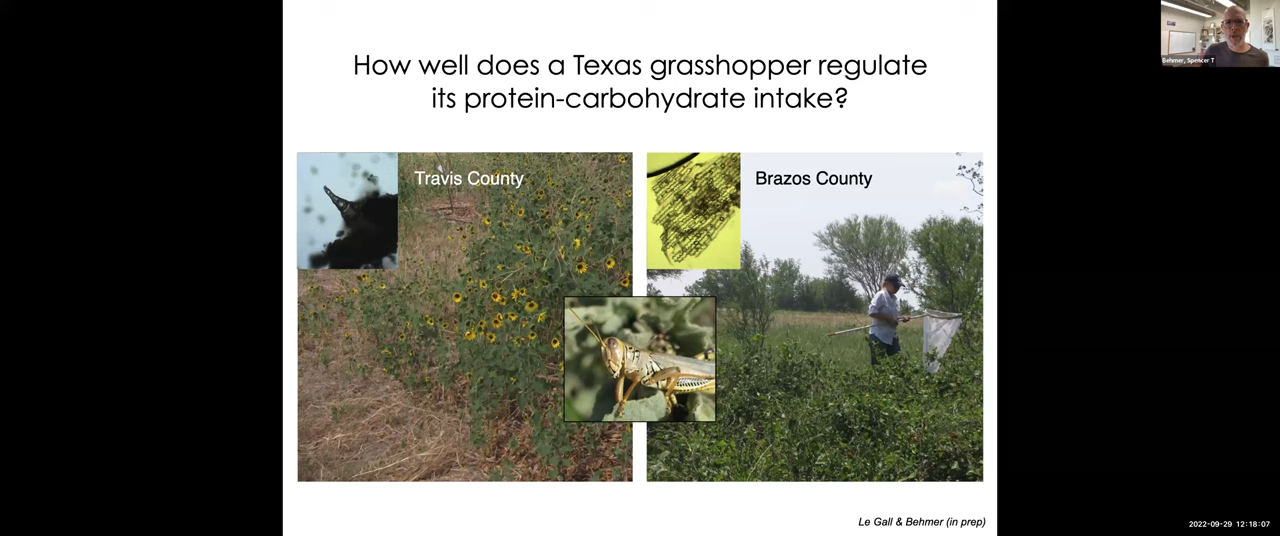 How well does a Texas grasshopper regulate
its protein-carbohydrate intake?
Travis County
Brazos County
Le Gall & Behmer (in prep)
Behmer, Spencer T
2022-09-29 12:18:07